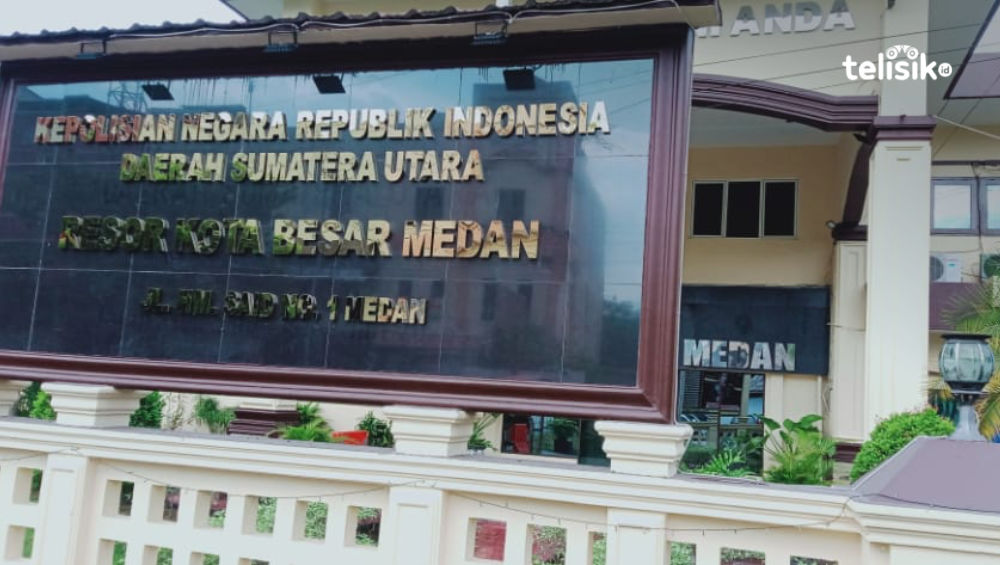 KEPOLISIAN NEGARA REPUBLIK INDONESIA
DAERAH SUMATERA UTARA
RESOR KOTA BESAR MEDAN
JL. HM. SAID NO. 1 MEDAN
ANDA
telisik.id
MEDAN